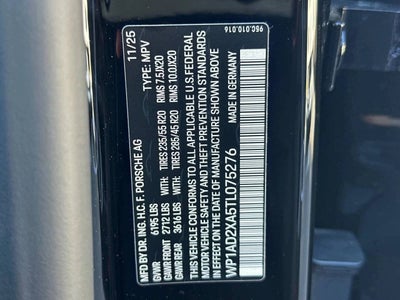 MFD BY DR. ING. H.C. F. PORSCHE AG 11/25
GVWR 6195 LBS TYPE: MPV
GAWR FRONT 2712 LBS WITH TIRES 235/55 R20 RIMS 7.5JX20
GAWR REAR 3616 LBS WITH TIRES 285/45 R20 RIMS 10.0JX20
THIS VEHICLE CONFORMS TO ALL APPLICABLE U.S. FEDERAL
MOTOR VEHICLE SAFETY AND THEFT PREVENTION STANDARDS
IN EFFECT ON THE DATE OF MANUFACTURE SHOWN ABOVE
WP1AD2XA5TL075276 MADE IN GERMANY
95C.010.016